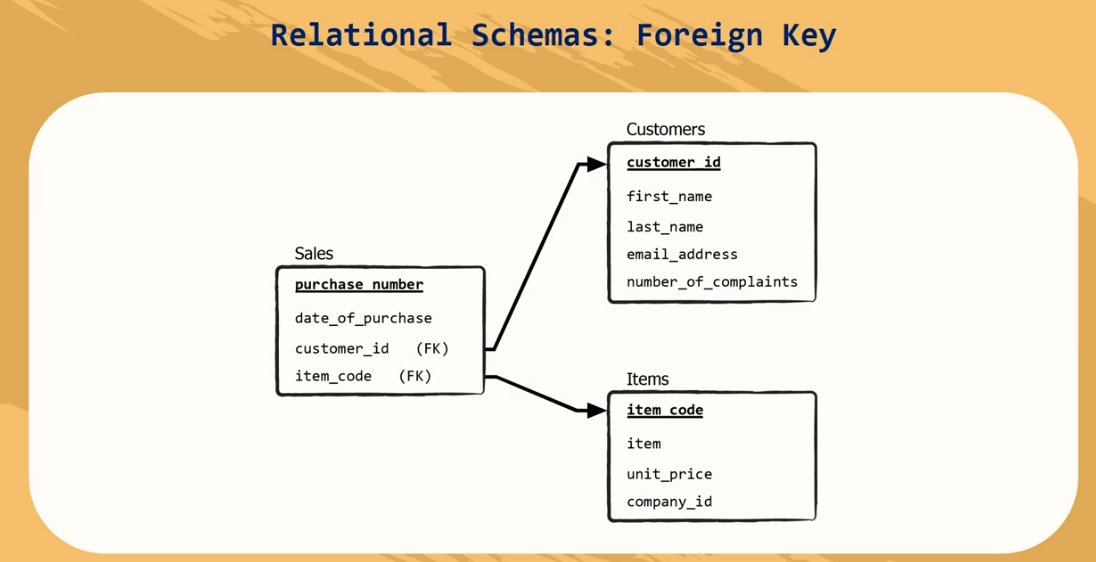 Relational Schemas: Foreign Key
Customers
customer_id
first_name
last_name
email_address
number_of_complaints
Sales
purchase_number
date_of_purchase
customer_id (FK)
item_code (FK)
Items
item_code
item
unit_price
company_id